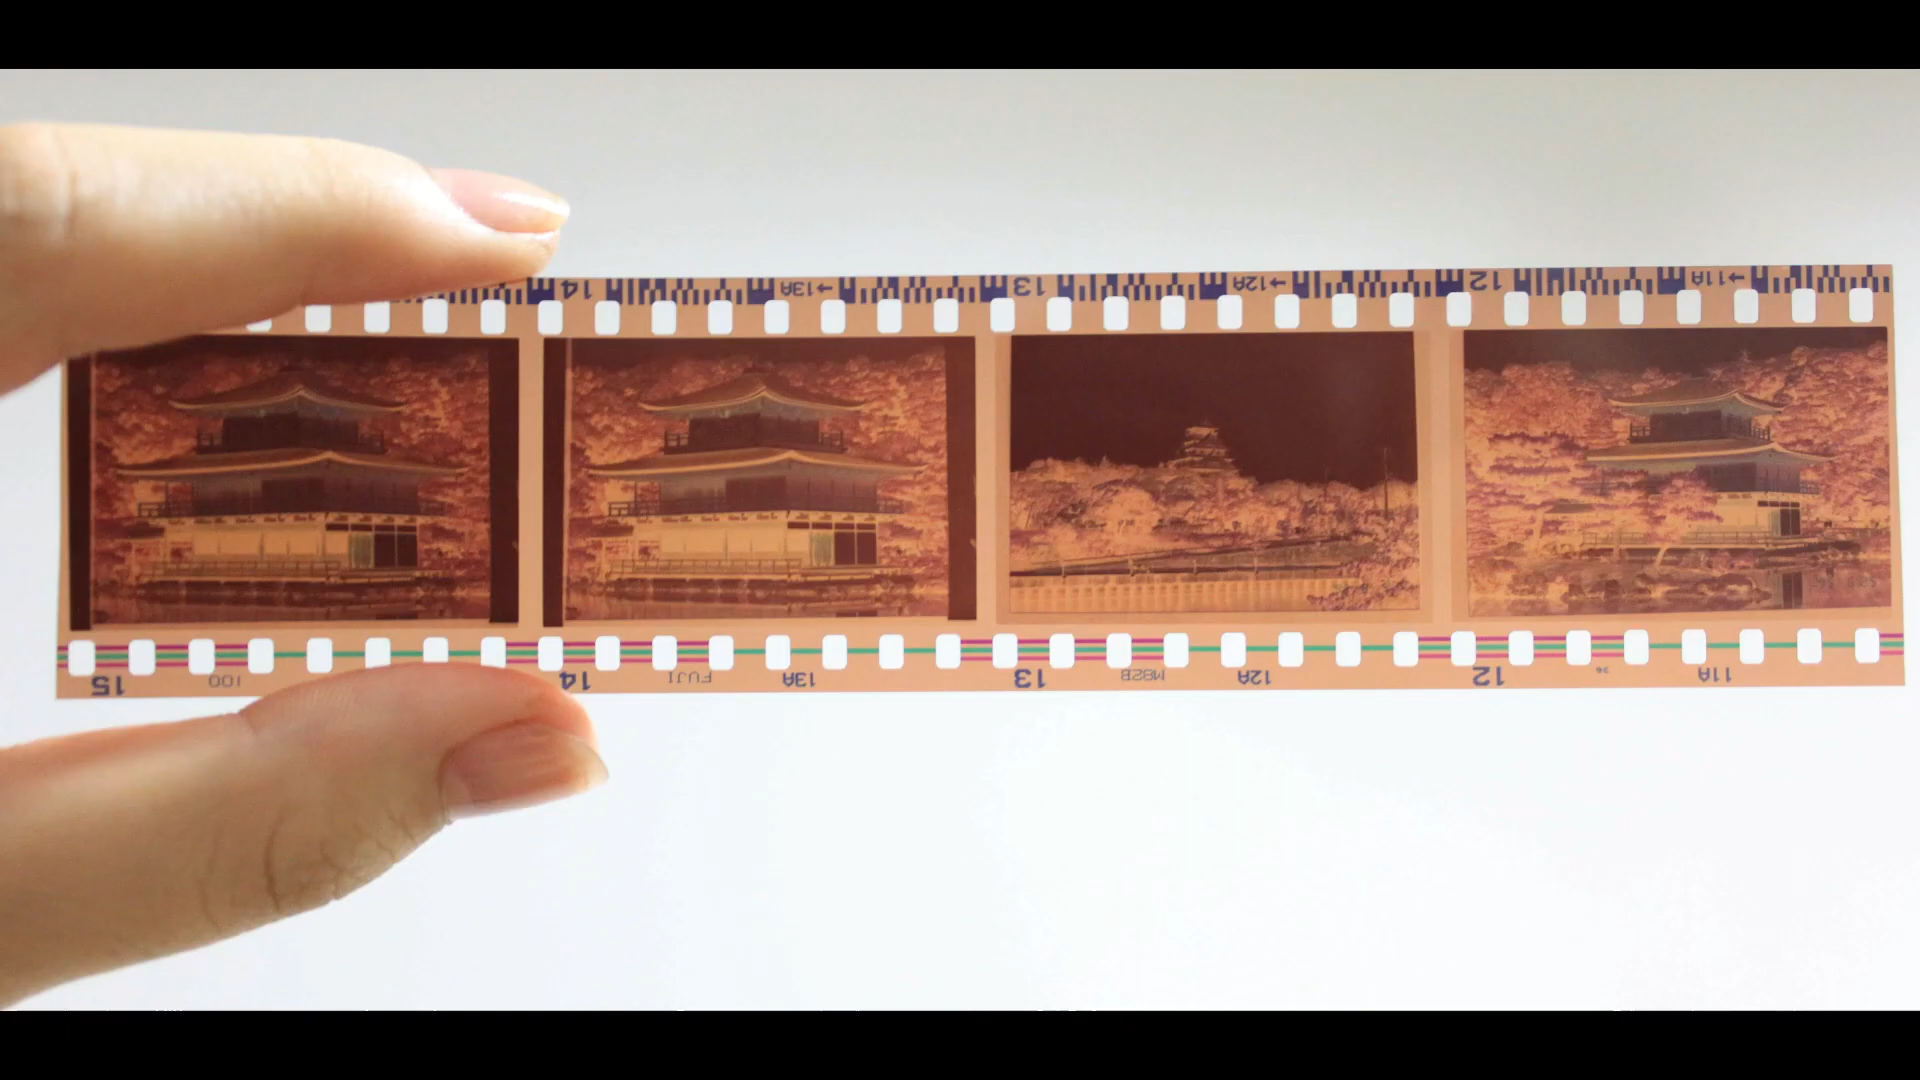 14 →13A 13 →12A 12 →11A
15 100 14 FUJI 13A 13 M82B 12A 12 11A